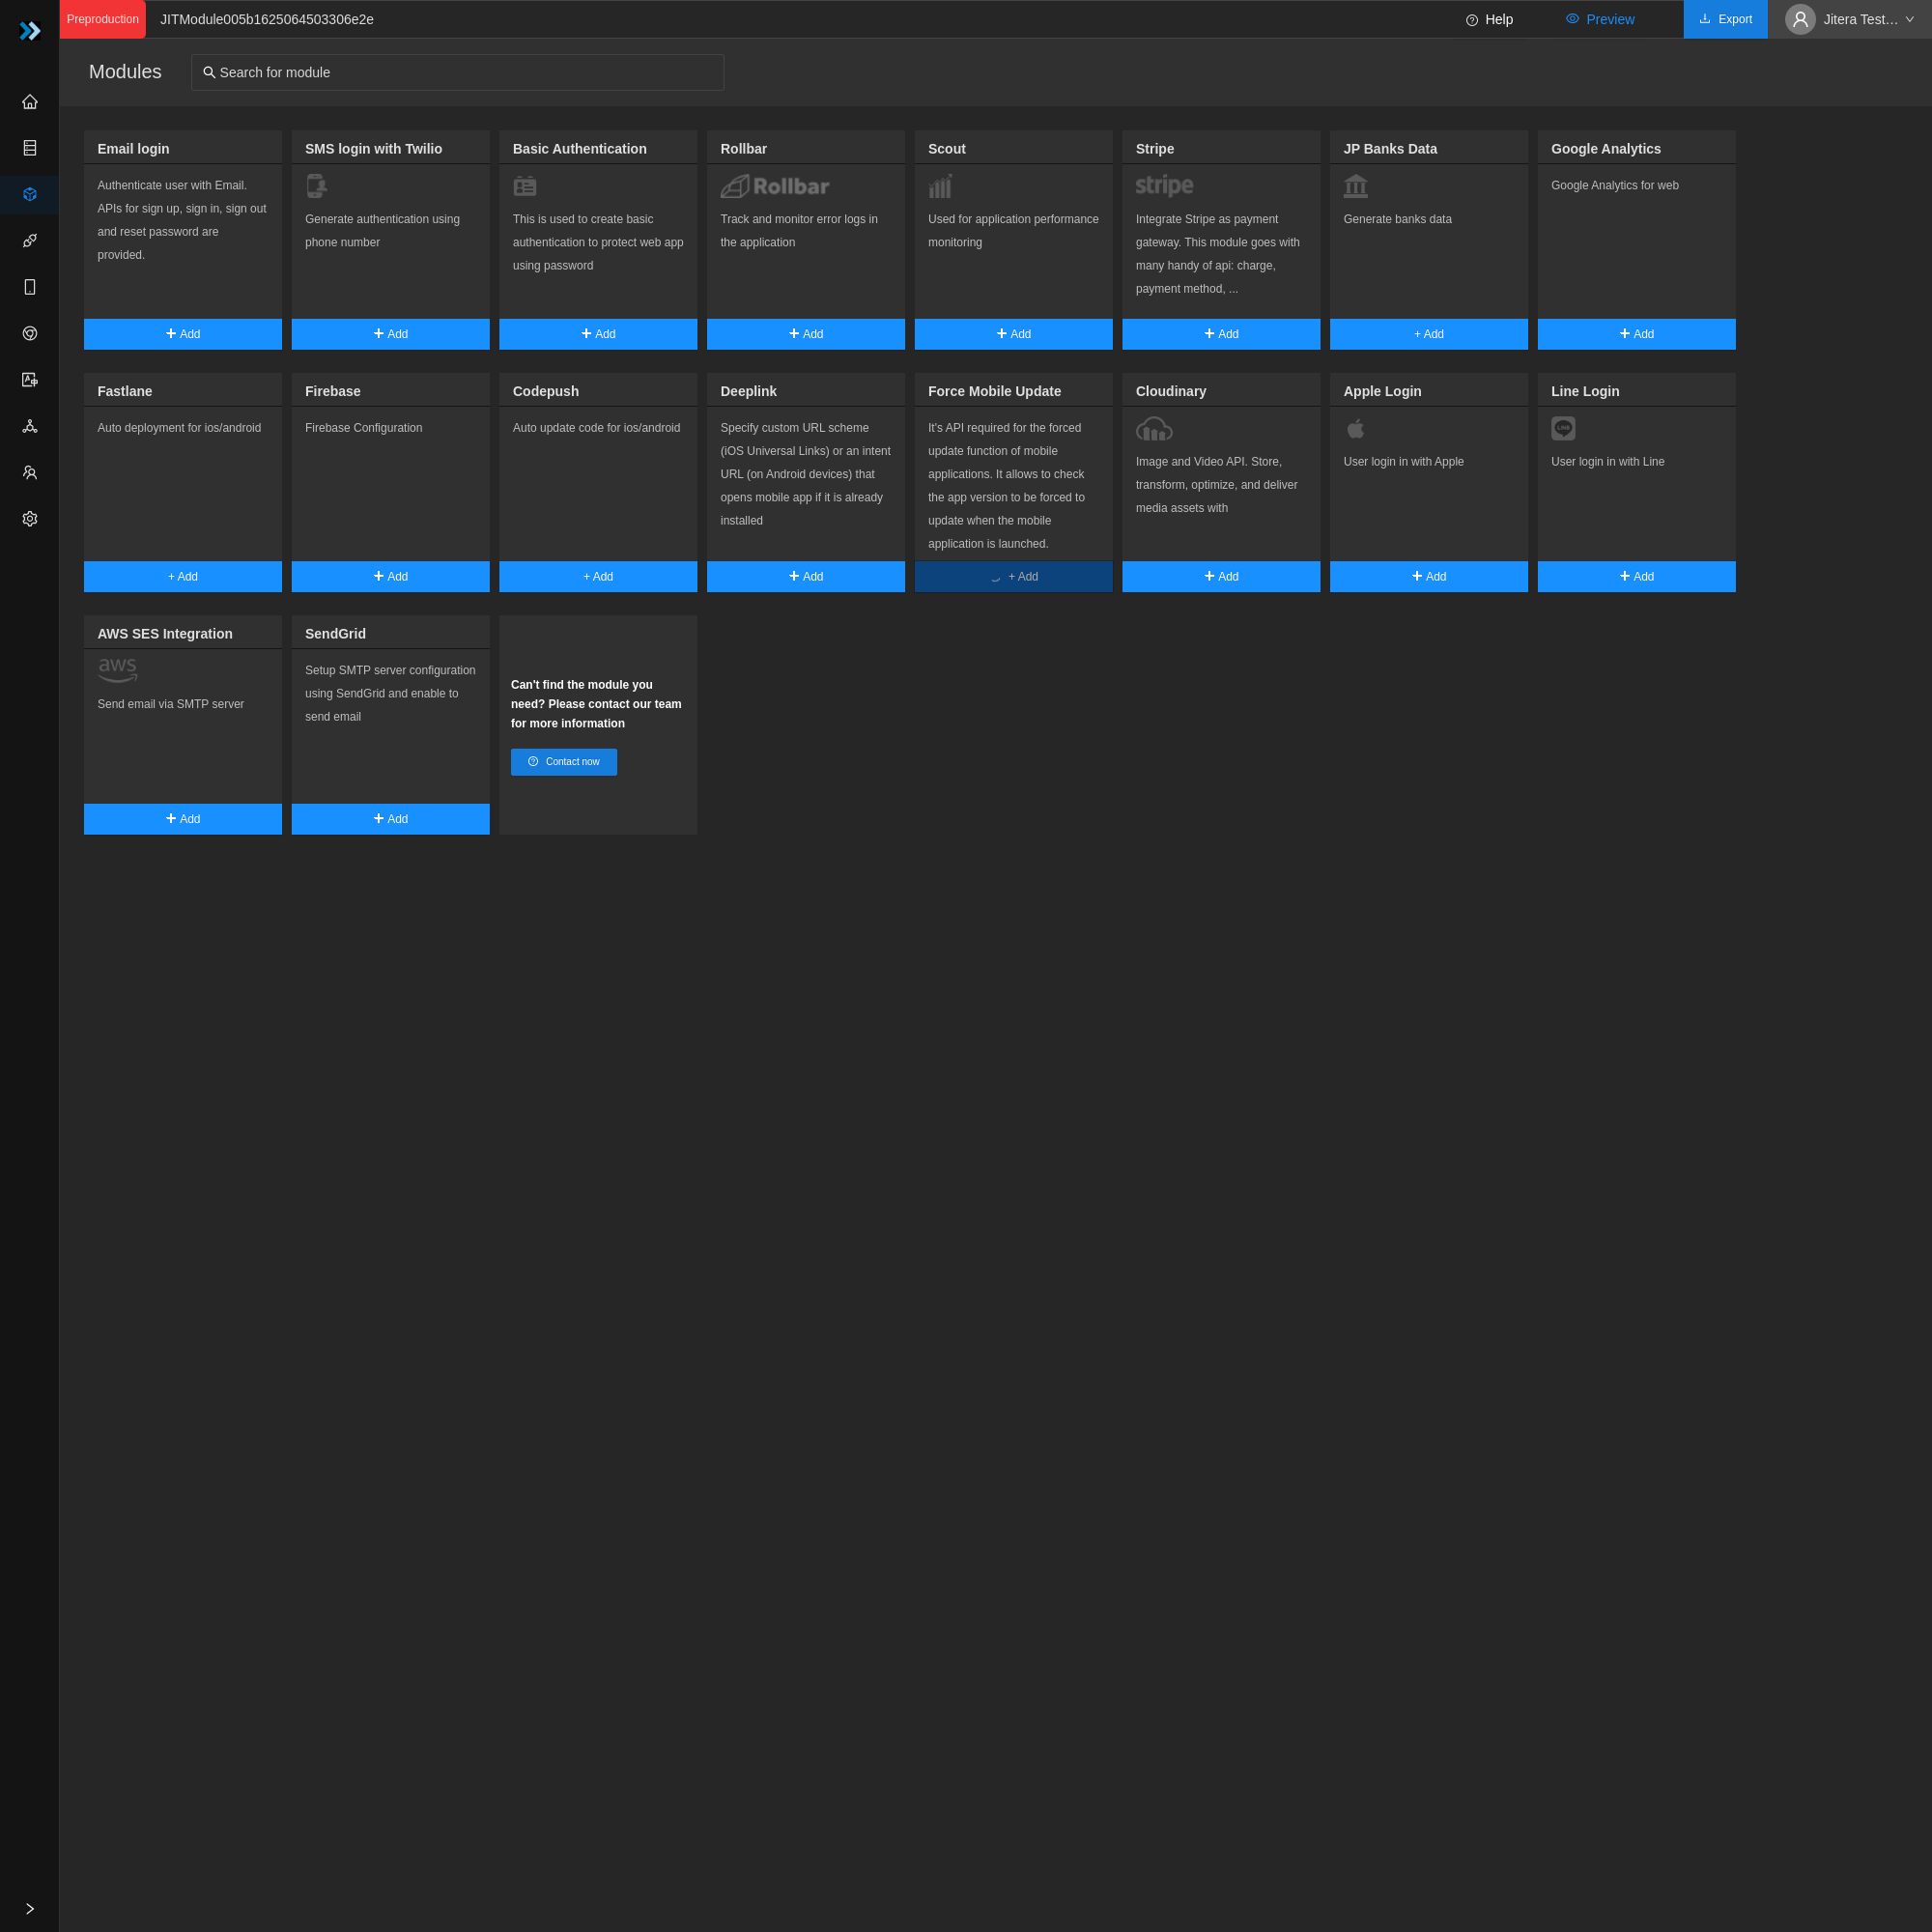 Preproduction
JITModule005b1625064503306e2e
Help
Preview
Export
Jitera Test…
Modules
Search for module
Email login
Authenticate user with Email.
APIs for sign up, sign in, sign out
and reset password are
provided.
+ Add
SMS login with Twilio
Generate authentication using
phone number
+ Add
Basic Authentication
This is used to create basic
authentication to protect web app
using password
+ Add
Rollbar
Rollbar
Track and monitor error logs in
the application
+ Add
Scout
Used for application performance
monitoring
+ Add
Stripe
stripe
Integrate Stripe as payment
gateway. This module goes with
many handy of api: charge,
payment method, ...
+ Add
JP Banks Data
Generate banks data
+ Add
Google Analytics
Google Analytics for web
+ Add
Fastlane
Auto deployment for ios/android
+ Add
Firebase
Firebase Configuration
+ Add
Codepush
Auto update code for ios/android
+ Add
Deeplink
Specify custom URL scheme
(iOS Universal Links) or an intent
URL (on Android devices) that
opens mobile app if it is already
installed
+ Add
Force Mobile Update
It's API required for the forced
update function of mobile
applications. It allows to check
the app version to be forced to
update when the mobile
application is launched.
+ Add
Cloudinary
Image and Video API. Store,
transform, optimize, and deliver
media assets with
+ Add
Apple Login
User login in with Apple
+ Add
Line Login
LINE
User login in with Line
+ Add
AWS SES Integration
aws
Send email via SMTP server
+ Add
SendGrid
Setup SMTP server configuration
using SendGrid and enable to
send email
+ Add
Can't find the module you
need? Please contact our team
for more information
Contact now